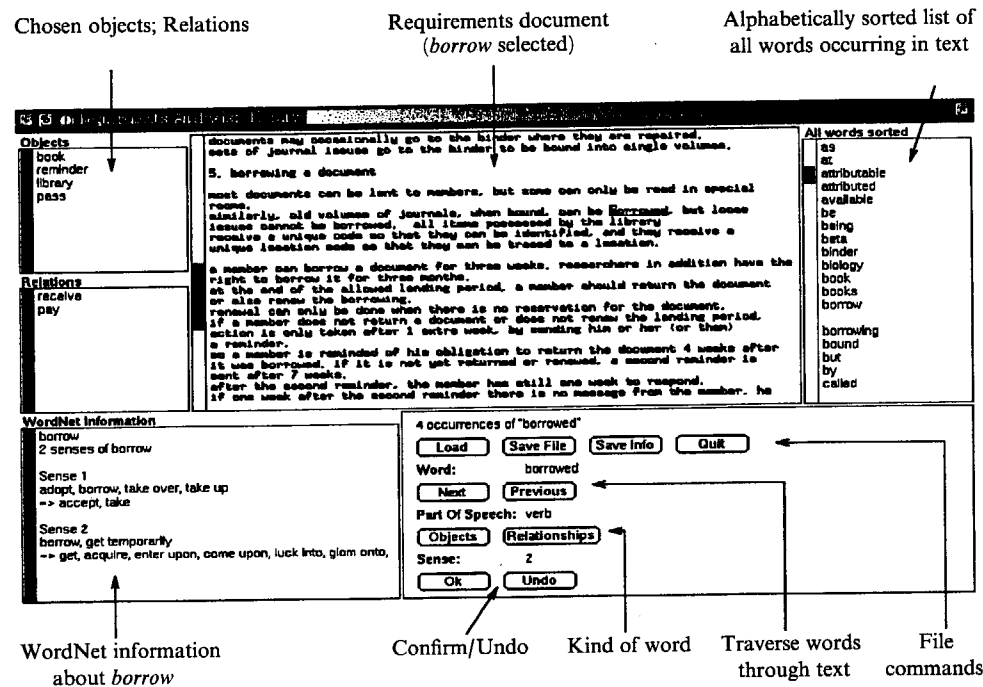 Chosen objects; Relations
Requirements document
(borrow selected)
Alphabetically sorted list of
all words occurring in text
Objects
book
reminder
library
pass
Relations
receive
pay
documents may occasionally go to the binder where they are repaired.
sets of journal issues go to the binder to be bound into single volumes.
5. borrowing a document
most documents can be lent to members, but some can only be read in special
rooms.
similarly, old volumes of journals, when bound, can be Borrowed, but loose
issues cannot be borrowed. all items possessed by the library
receive a unique code so that they can be identified, and they receive a
unique location code so that they can be traced to a location.
a member can borrow a document for three weeks, researchers in addition have the
right to borrow it for three months.
at the end of the allowed lending period, a member should return the document
or else renew the borrowing.
renewal can only be done when there is no reservation for the document.
if a member does not return a document or does not renew the lending period,
action is only taken after 1 extra week, by sending him or her (or them)
a reminder.
so a member is reminded of his obligation to return the document 4 weeks after
it was borrowed. if it is not yet returned or renewed, a second reminder is
sent after 7 weeks.
after the second reminder, the member has still one week to respond.
if one week after the second reminder there is no message from the member, he
All words sorted
as
at
attributable
attributed
available
be
being
beta
binder
biology
book
books
borrow
borrowing
bound
but
by
called
WordNet Information
borrow
2 senses of borrow
Sense 1
adopt, borrow, take over, take up
=> accept, take
Sense 2
borrow, get temporarily
=> get, acquire, enter upon, come upon, luck into, glom onto,
4 occurrences of "borrowed"
Load Save File Save Info Quit
Word: borrowed
Next Previous
Part Of Speech: verb
Objects Relationships
Sense: 2
Ok Undo
WordNet information
about borrow
Confirm/Undo
Kind of word
Traverse words
through text
File
commands